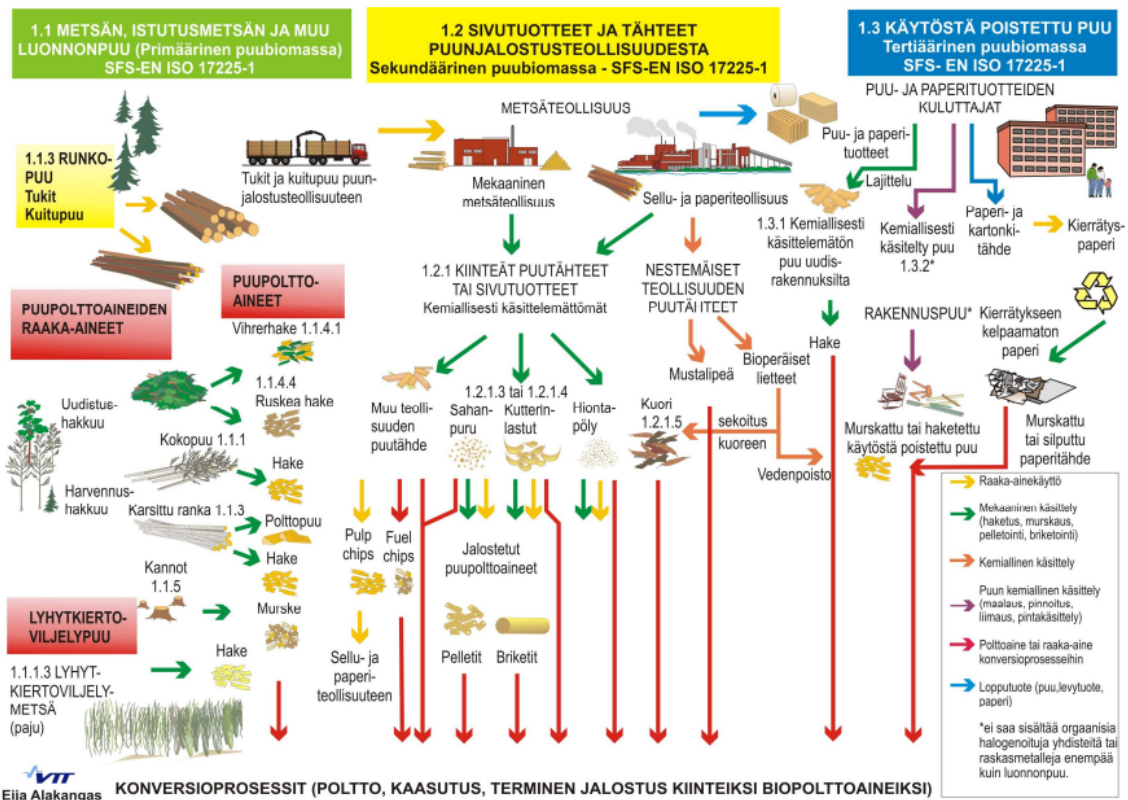 1.1 METSÄN, ISTUTUSMETSÄN JA MUU
LUONNONPUU (Primäärinen puubiomassa)
SFS-EN ISO 17225-1
1.2 SIVUTUOTTEET JA TÄHTEET
PUUNJALOSTUSTEOLLISUUDESTA
Sekundäärinen puubiomassa - SFS-EN ISO 17225-1
1.3 KÄYTÖSTÄ POISTETTU PUU
Tertiäärinen puubiomassa
SFS- EN ISO 17225-1
1.1.3 RUNKO-
PUU
Tukit
Kuitupuu
Tukit ja kuitupuu puun-
jalostusteollisuuteen
METSÄTEOLLISUUS
Mekaaninen
metsäteollisuus
Sellu- ja paperiteollisuus
PUU- JA PAPERITUOTTEIDEN
KULUTTAJAT
Puu- ja paperi-
tuotteet
Lajittelu
1.3.1 Kemiallisesti
käsittelemätön
puu uudis-
rakennuksilta
Kemiallisesti
käsitelty puu
1.3.2*
Paperi- ja
kartonki-
tähde
Kierrätys-
paperi
PUUPOLTTOAINEIDEN
RAAKA-AINEET
PUUPOLTTO-
AINEET
Vihrerhake 1.1.4.1
1.1.4.4
Ruskea hake
Uudistus-
hakkuu
Kokopuu 1.1.1
Hake
Harvennus-
hakkuu
Karsittu ranka 1.1.3
Polttopuu
Hake
Kannot
1.1.5
Murske
LYHYTKIERTO-
VILJELYPUU
Hake
1.1.1.3 LYHYT-
KIERTOVILJELY-
METSÄ
(paju)
1.2.1 KIINTEÄT PUUTÄHTEET
TAI SIVUTUOTTEET
Kemiallisesti käsittelemättömät
NESTEMÄISET
TEOLLISUUDEN
PUUTÄHTEET
Mustalipeä
Bioperäiset
lietteet
Muu teolli-
suuden
puutähde
1.2.1.3 tai 1.2.1.4
Sahan-
puru
Kutterin-
lastut
Hionta-
pöly
Kuori
1.2.1.5
sekoitus
kuoreen
Vedenpoisto
Pulp
chips
Fuel
chips
Jalostetut
puupolttoaineet
Sellu- ja
paperi-
teollisuuteen
Pelletit
Briketit
Hake
RAKENNUSPUU*
Kierrätykseen
kelpaamaton
paperi
Murskattu tai haketettu
käytöstä poistettu puu
Murskattu
tai silputtu
paperitähde
Raaka-ainekäyttö
Mekaaninen käsittely
(haketus, murskaus,
pelletointi, briketointi)
Kemiallinen käsittely
Puun kemiallinen käsittely
(maalaus, pinnoitus,
liimaus, pintakäsittely)
Polttoaine tai raaka-aine
konversioprosesseihin
Lopputuote (puu,levytuote,
paperi)
*ei saa sisältää orgaanisia
halogenoituja yhdisteitä tai
raskasmetalleja enempää
kuin luonnonpuu.
VTT
Eija Alakangas
KONVERSIOPROSESSIT (POLTTO, KAASUTUS, TERMINEN JALOSTUS KIINTEIKSI BIOPOLTTOAINEIKSI)